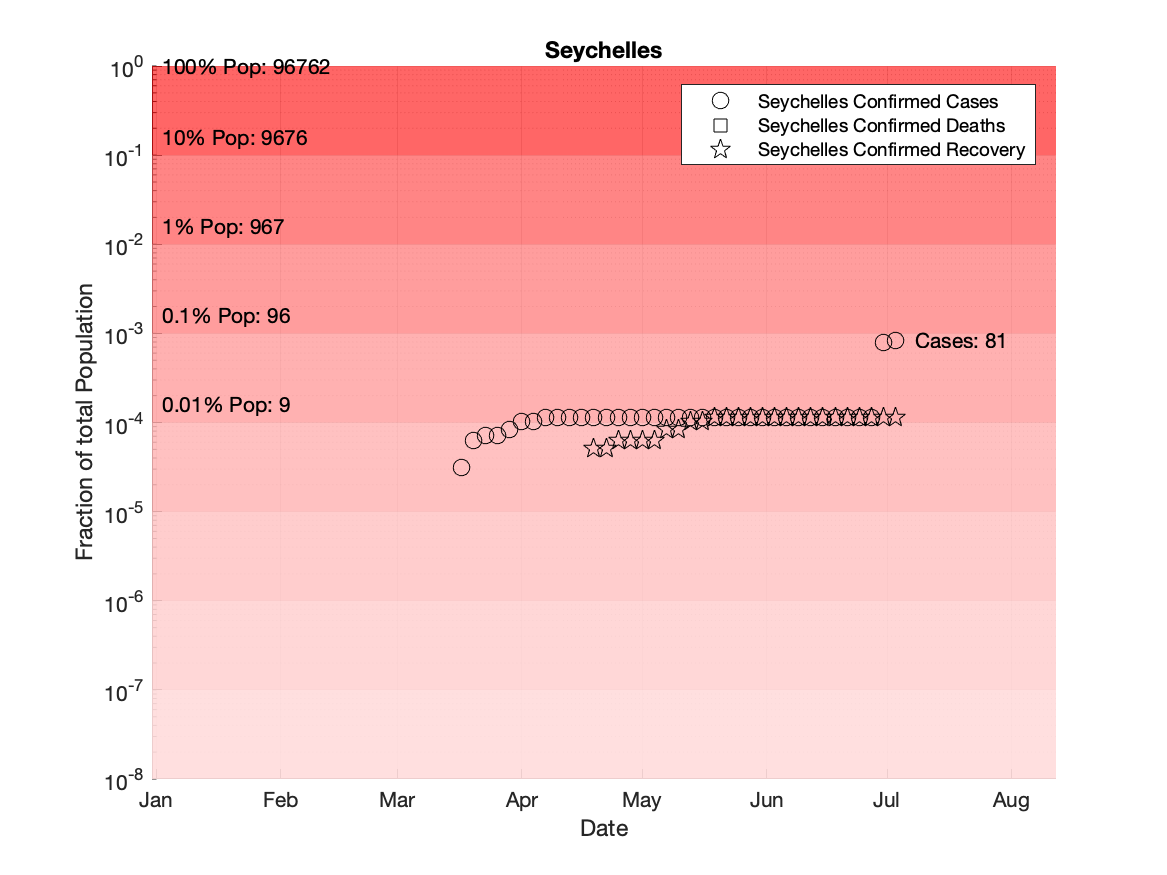 Seychelles
10^0
100% Pop: 96762
Seychelles Confirmed Cases
Seychelles Confirmed Deaths
Seychelles Confirmed Recovery
10% Pop: 9676
10^-1
1% Pop: 967
10^-2
0.1% Pop: 96
10^-3
Cases: 81
0.01% Pop: 9
10^-4
10^-5
10^-6
10^-7
10^-8
Fraction of total Population
Jan Feb Mar Apr May Jun Jul Aug
Date